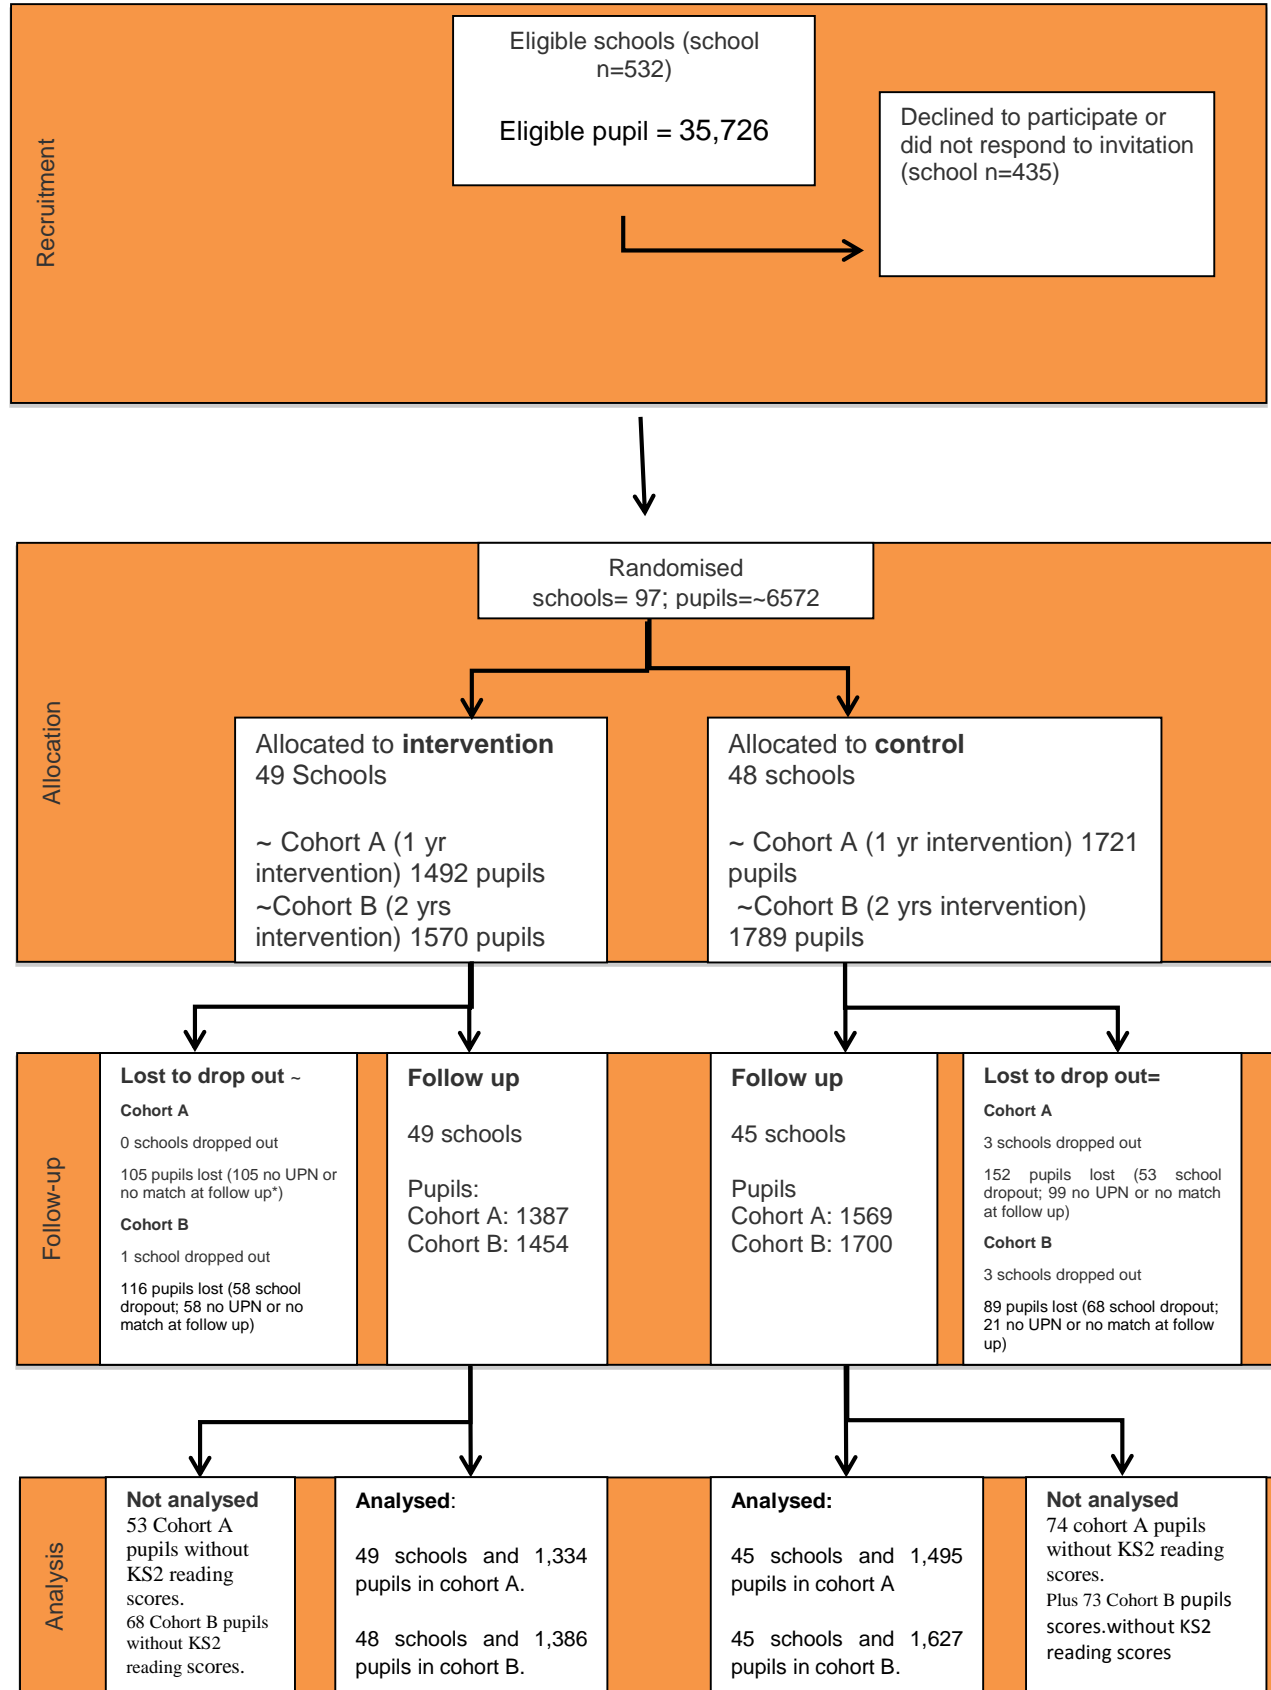 Recruitment
Eligible schools (school
n=532)
Eligible pupil = 35,726
Declined to participate or
did not respond to invitation
(school n=435)
Allocation
Randomised
schools= 97; pupils=~6572
Allocated to intervention
49 Schools
~ Cohort A (1 yr
intervention) 1492 pupils
~Cohort B (2 yrs
intervention) 1570 pupils
Allocated to control
48 schools
~ Cohort A (1 yr intervention) 1721
pupils
~Cohort B (2 yrs intervention)
1789 pupils
Follow-up
Lost to drop out ~
Cohort A
0 schools dropped out
105 pupils lost (105 no UPN or
no match at follow up*)
Cohort B
1 school dropped out
116 pupils lost (58 school
dropout; 58 no UPN or no
match at follow up)
Follow up
49 schools
Pupils:
Cohort A: 1387
Cohort B: 1454
Follow up
45 schools
Pupils
Cohort A: 1569
Cohort B: 1700
Lost to drop out=
Cohort A
3 schools dropped out
152 pupils lost (53 school
dropout; 99 no UPN or no match
at follow up)
Cohort B
3 schools dropped out
89 pupils lost (68 school dropout;
21 no UPN or no match at follow
up)
Analysis
Not analysed
53 Cohort A
pupils without
KS2 reading
scores.
68 Cohort B pupils
without KS2
reading scores.
Analysed:
49 schools and 1,334
pupils in cohort A.
48 schools and 1,386
pupils in cohort B.
Analysed:
45 schools and 1,495
pupils in cohort A
45 schools and 1,627
pupils in cohort B.
Not analysed
74 cohort A pupils
without KS2 reading
scores.
Plus 73 Cohort B pupils
scores.without KS2
reading scores